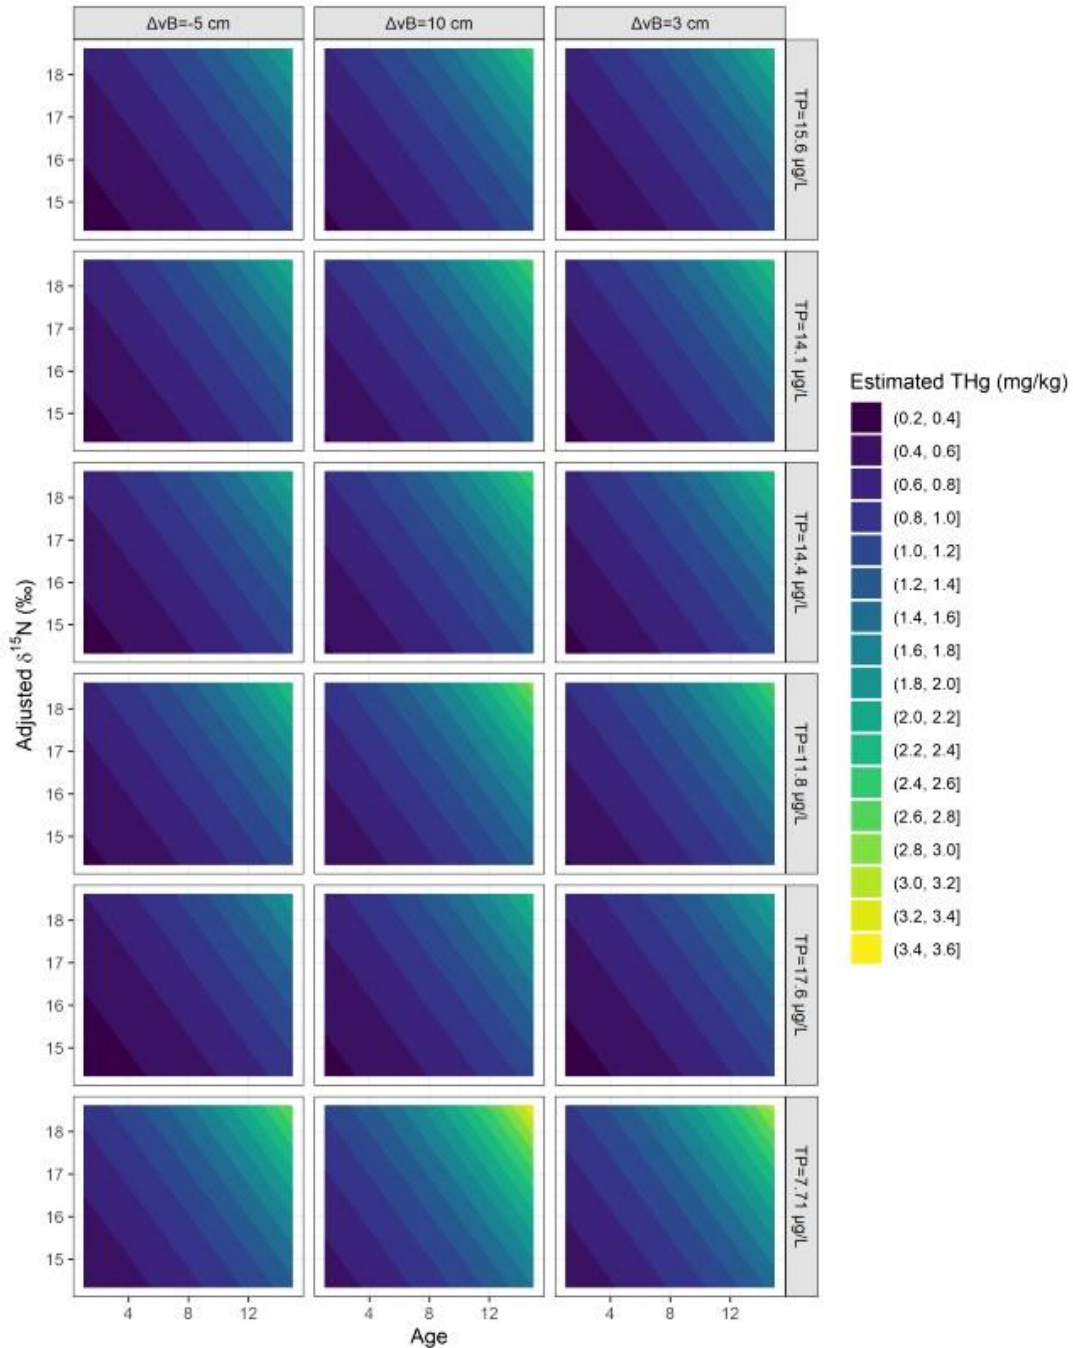 ΔvB=-5 cm
ΔvB=10 cm
ΔvB=3 cm
18
17
16
15
TP=15.6 µg/L
18
17
16
15
TP=14.1 µg/L
18
17
16
15
TP=14.4 µg/L
18
17
16
15
TP=11.8 µg/L
18
17
16
15
TP=17.6 µg/L
18
17
16
15
TP=7.71 µg/L
4 8 12
4 8 12
4 8 12
Age
Adjusted δ¹⁵N (‰)
Estimated THg (mg/kg)
(0.2, 0.4]
(0.4, 0.6]
(0.6, 0.8]
(0.8, 1.0]
(1.0, 1.2]
(1.2, 1.4]
(1.4, 1.6]
(1.6, 1.8]
(1.8, 2.0]
(2.0, 2.2]
(2.2, 2.4]
(2.4, 2.6]
(2.6, 2.8]
(2.8, 3.0]
(3.0, 3.2]
(3.2, 3.4]
(3.4, 3.6]